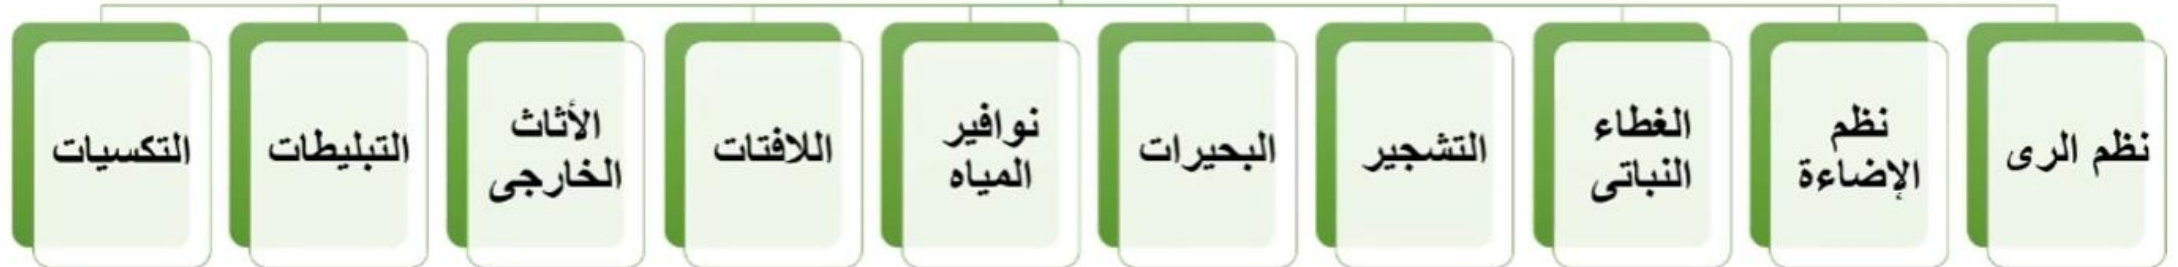 نظم الرى
نظم
الإضاءة
الغطاء
النباتى
التشجير
البحيرات
نوافير
المياه
اللافتات
الأثاث
الخارجى
التبليطات
التكسيات